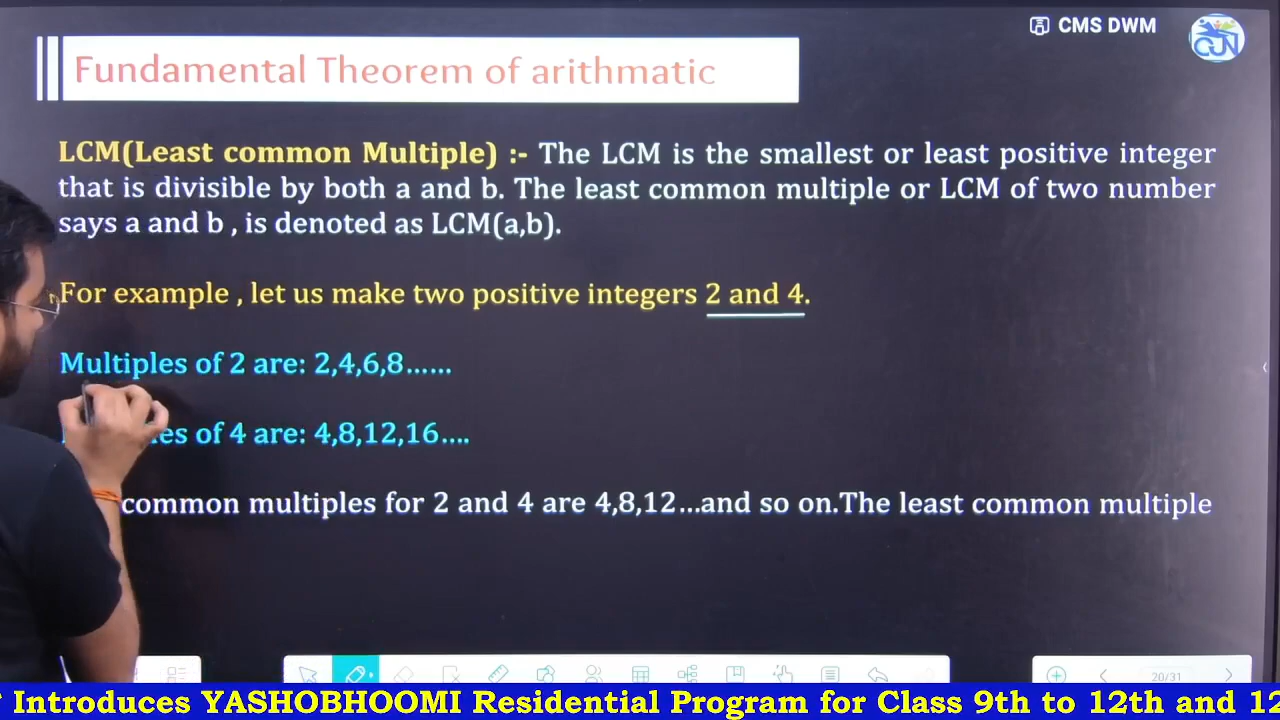 CMS DWM
GJN
Fundamental Theorem of arithmatic
LCM(Least common Multiple) :- The LCM is the smallest or least positive integer
that is divisible by both a and b. The least common multiple or LCM of two number
says a and b , is denoted as LCM(a,b).
For example , let us make two positive integers 2 and 4.
Multiples of 2 are: 2,4,6,8......
es of 4 are: 4,8,12,16....
common multiples for 2 and 4 are 4,8,12...and so on.The least common multiple
20/31
Introduces YASHOBHOOMI Residential Program for Class 9th to 12th and 12